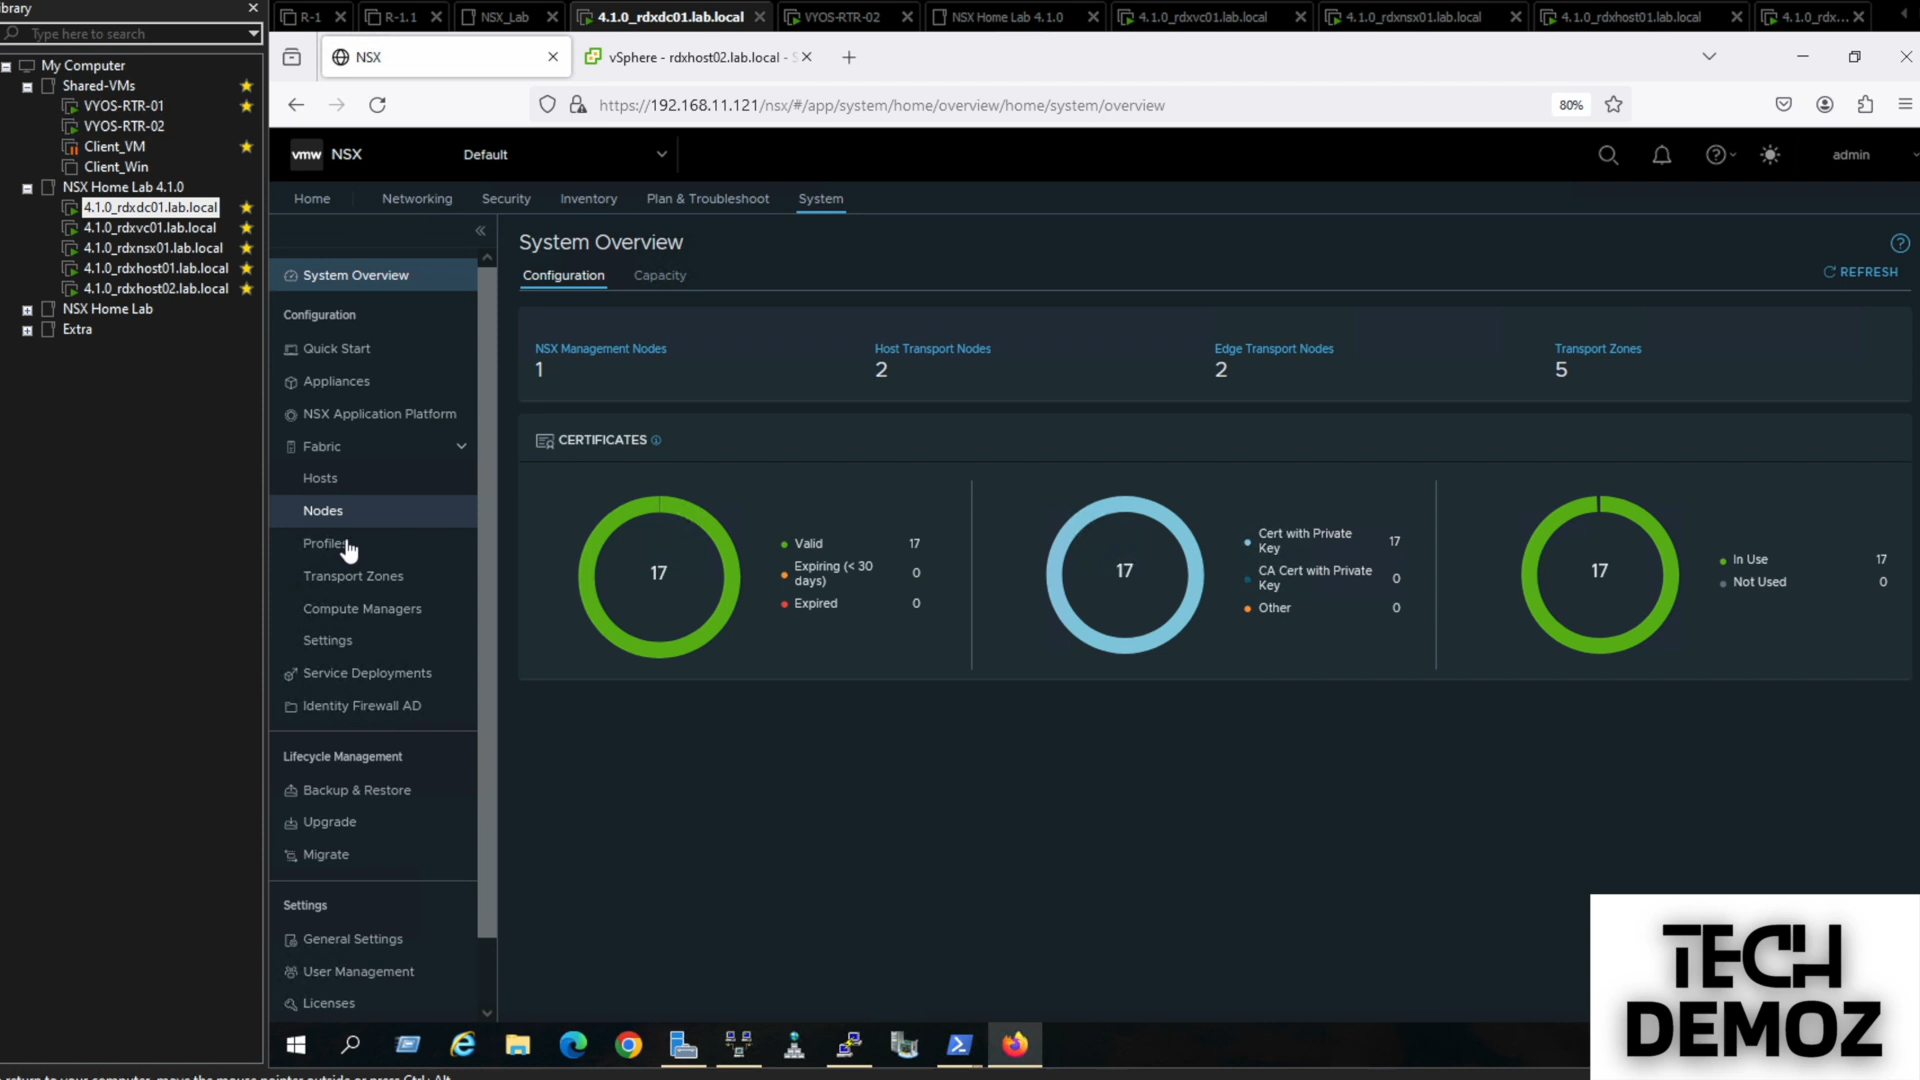 ibrary
Type here to search
My Computer
Shared-VMs
VYOS-RTR-01
VYOS-RTR-02
Client_VM
Client_Win
NSX Home Lab 4.1.0
4.1.0_rdxdc01.lab.local
4.1.0_rdxvc01.lab.local
4.1.0_rdxnsx01.lab.local
4.1.0_rdxhost01.lab.local
4.1.0_rdxhost02.lab.local
NSX Home Lab
Extra
R-1
R-1.1
NSX_Lab
4.1.0_rdxdc01.lab.local
VYOS-RTR-02
NSX Home Lab 4.1.0
4.1.0_rdxvc01.lab.local
4.1.0_rdxnsx01.lab.local
4.1.0_rdxhost01.lab.local
4.1.0_rdx...
NSX
vSphere - rdxhost02.lab.local - S
https://192.168.11.121/nsx/#/app/system/home/overview/home/system/overview
80%
vmw NSX
Default
admin
Home
Networking
Security
Inventory
Plan & Troubleshoot
System
System Overview
Configuration
Quick Start
Appliances
NSX Application Platform
Fabric
Hosts
Nodes
Profiles
Transport Zones
Compute Managers
Settings
Service Deployments
Identity Firewall AD
Lifecycle Management
Backup & Restore
Upgrade
Migrate
Settings
General Settings
User Management
Licenses
System Overview
Configuration
Capacity
REFRESH
NSX Management Nodes
1
Host Transport Nodes
2
Edge Transport Nodes
2
Transport Zones
5
CERTIFICATES
17
Valid 17
Expiring (< 30
days) 0
Expired 0
17
Cert with Private
Key 17
CA Cert with Private
Key 0
Other 0
17
In Use 17
Not Used 0
TECH
DEMOZ